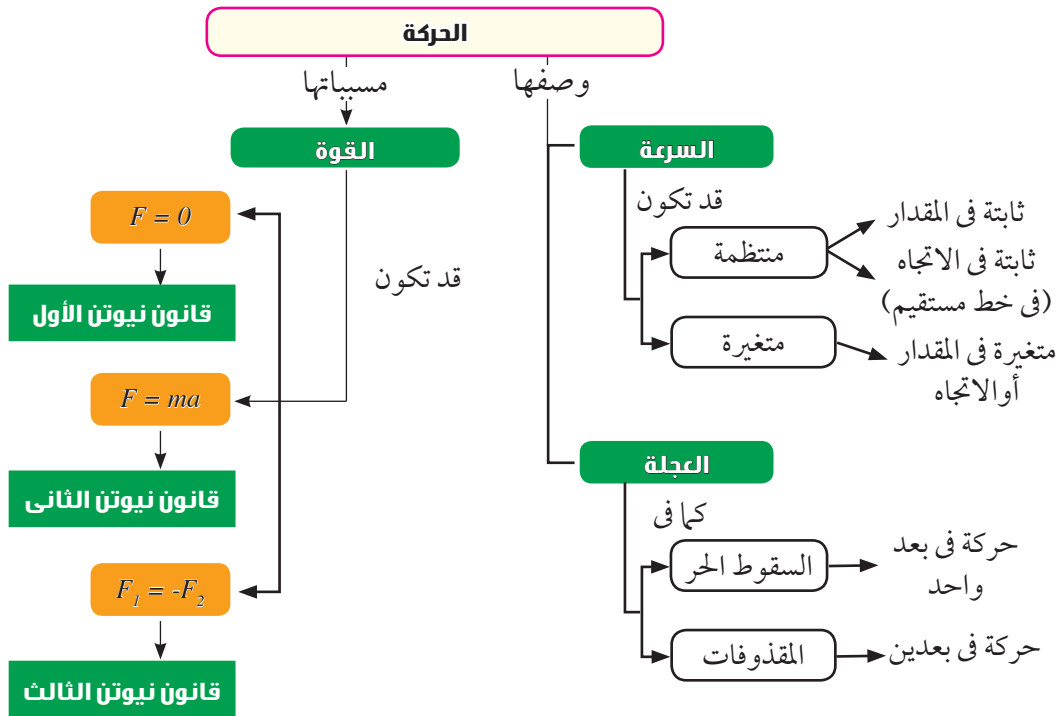 الحركة
وصفها
مسبباتها
السرعة
قد تكون
منتظمة
ثابتة فى المقدار
ثابتة فى الاتجاه
(فى خط مستقيم)
متغيرة
متغيرة فى المقدار
أوالاتجاه
العجلة
كما فى
السقوط الحر
حركة فى بعد
واحد
المقذوفات
حركة فى بعدين
القوة
قد تكون
F = 0
قانون نيوتن الأول
F = ma
قانون نيوتن الثانى
F₁ = -F₂
قانون نيوتن الثالث